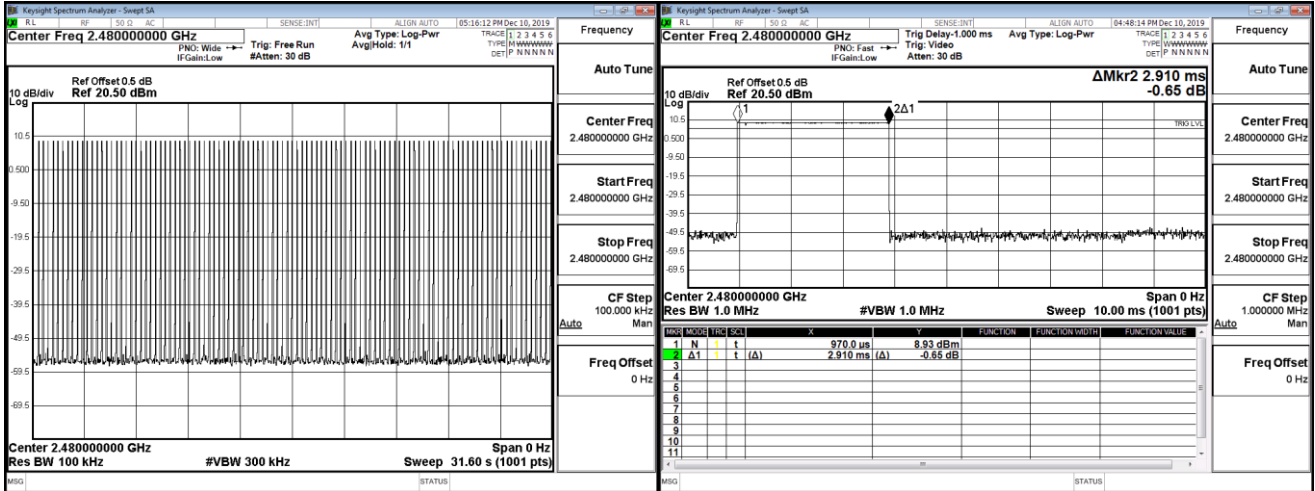 Keysight Spectrum Analyzer - Swept SA
RL RF 50 Ω AC SENSE:INT ALIGN AUTO 05:16:12 PM Dec 10, 2019
Center Freq 2.480000000 GHz
PNO: Wide
IFGain:Low
Trig: Free Run
#Atten: 30 dB
Avg Type: Log-Pwr
Avg|Hold: 1/1
TRACE 1 2 3 4 5 6
TYPE M WWWWW
DET P N N N N N
Ref Offset 0.5 dB
10 dB/div Ref 20.50 dBm
Log
10.5
0.500
-9.50
-19.5
-29.5
-39.5
-49.5
-59.5
-69.5
Center 2.480000000 GHz Span 0 Hz
Res BW 100 kHz #VBW 300 kHz Sweep 31.60 s (1001 pts)
MSG STATUS
Frequency
Auto Tune
Center Freq
2.480000000 GHz
Start Freq
2.480000000 GHz
Stop Freq
2.480000000 GHz
CF Step
100.000 kHz
Auto Man
Freq Offset
0 Hz
Keysight Spectrum Analyzer - Swept SA
RL RF 50 Ω AC SENSE:INT ALIGN AUTO 04:48:14 PM Dec 10, 2019
Center Freq 2.480000000 GHz
PNO: Fast
IFGain:Low
Trig Delay-1.000 ms
Trig: Video
Atten: 30 dB
Avg Type: Log-Pwr
TRACE 1 2 3 4 5 6
TYPE WWWWWW
DET P N N N N N
ΔMkr2 2.910 ms
-0.65 dB
Ref Offset 0.5 dB
10 dB/div Ref 20.50 dBm
Log
1
2Δ1
TRIG LVL
10.5
0.500
-9.50
-19.5
-29.5
-39.5
-49.5
-59.5
-69.5
Center 2.480000000 GHz Span 0 Hz
Res BW 1.0 MHz #VBW 1.0 MHz Sweep 10.00 ms (1001 pts)
MKR MODE TRC SCL X Y FUNCTION FUNCTION WIDTH FUNCTION VALUE
1 N 1 t 970.0 µs 8.93 dBm
2 Δ1 1 t (Δ) 2.910 ms (Δ) -0.65 dB
3
4
5
6
7
8
9
10
11
MSG STATUS
Frequency
Auto Tune
Center Freq
2.480000000 GHz
Start Freq
2.480000000 GHz
Stop Freq
2.480000000 GHz
CF Step
1.000000 MHz
Auto Man
Freq Offset
0 Hz